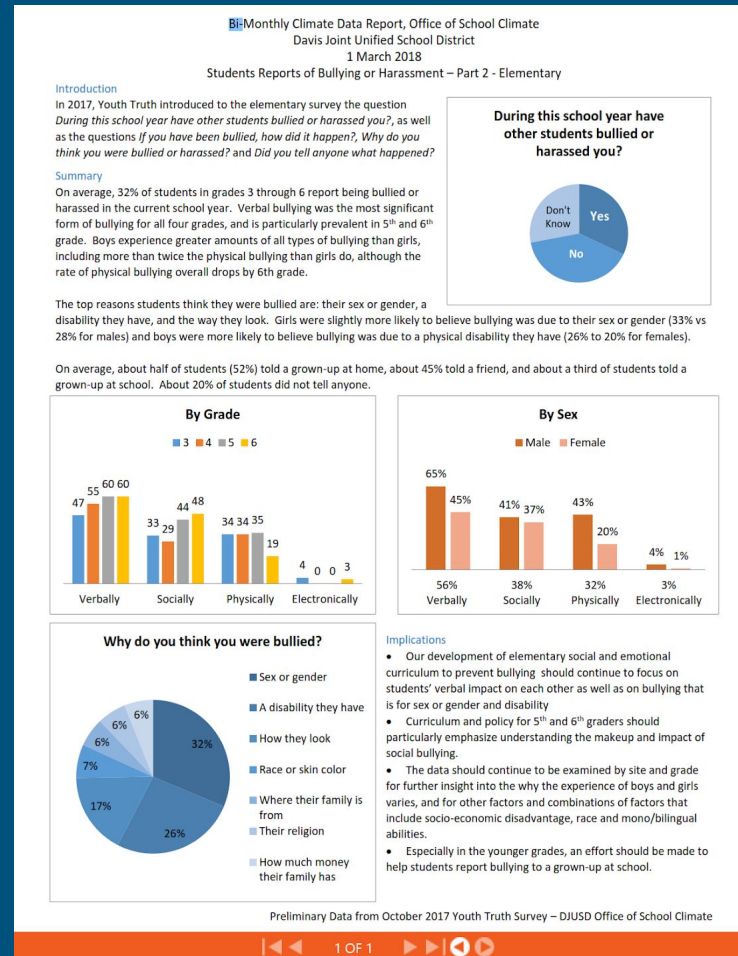 Bi-Monthly Climate Data Report, Office of School Climate
Davis Joint Unified School District
1 March 2018
Students Reports of Bullying or Harassment – Part 2 - Elementary
Introduction
In 2017, Youth Truth introduced to the elementary survey the question
During this school year have other students bullied or harassed you?, as well
as the questions If you have been bullied, how did it happen?, Why do you
think you were bullied or harassed? and Did you tell anyone what happened?
Summary
On average, 32% of students in grades 3 through 6 report being bullied or
harassed in the current school year. Verbal bullying was the most significant
form of bullying for all four grades, and is particularly prevalent in 5th and 6th
grade. Boys experience greater amounts of all types of bullying than girls,
including more than twice the physical bullying than girls do, although the
rate of physical bullying overall drops by 6th grade.
During this school year have
other students bullied or
harassed you?
Don't
Know
Yes
No
The top reasons students think they were bullied are: their sex or gender, a
disability they have, and the way they look. Girls were slightly more likely to believe bullying was due to their sex or gender (33% vs
28% for males) and boys were more likely to believe bullying was due to a physical disability they have (26% to 20% for females).
On average, about half of students (52%) told a grown-up at home, about 45% told a friend, and about a third of students told a
grown-up at school. About 20% of students did not tell anyone.
By Grade
3 4 5 6
47 55 60 60
33 29 44 48
34 34 35 19
4 0 0 3
Verbally Socially Physically Electronically
By Sex
Male Female
65% 45%
41% 37%
43% 20%
4% 1%
56% 38% 32% 3%
Verbally Socially Physically Electronically
Why do you think you were bullied?
32%
26%
17%
7%
6%
6%
6%
Sex or gender
A disability they have
How they look
Race or skin color
Where their family is
from
Their religion
How much money
their family has
Implications
• Our development of elementary social and emotional
curriculum to prevent bullying should continue to focus on
students' verbal impact on each other as well as on bullying that
is for sex or gender and disability
• Curriculum and policy for 5th and 6th graders should
particularly emphasize understanding the makeup and impact of
social bullying.
• The data should continue to be examined by site and grade
for further insight into the why the experience of boys and girls
varies, and for other factors and combinations of factors that
include socio-economic disadvantage, race and mono/bilingual
abilities.
• Especially in the younger grades, an effort should be made to
help students report bullying to a grown-up at school.
Preliminary Data from October 2017 Youth Truth Survey – DJUSD Office of School Climate
1 OF 1